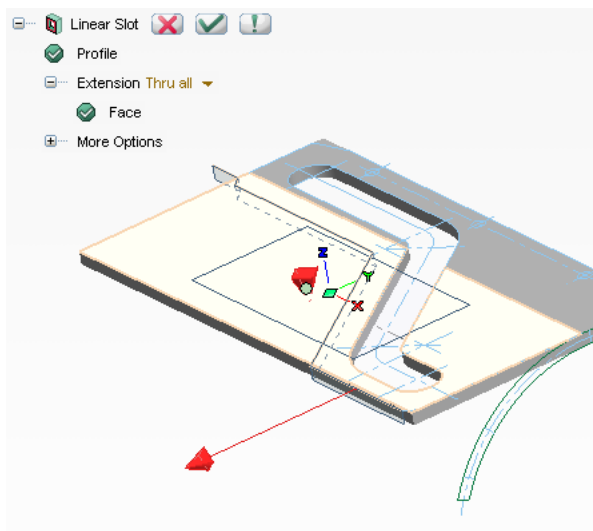 Linear Slot
Profile
Extension Thru all
Face
More Options
Z
Y
X